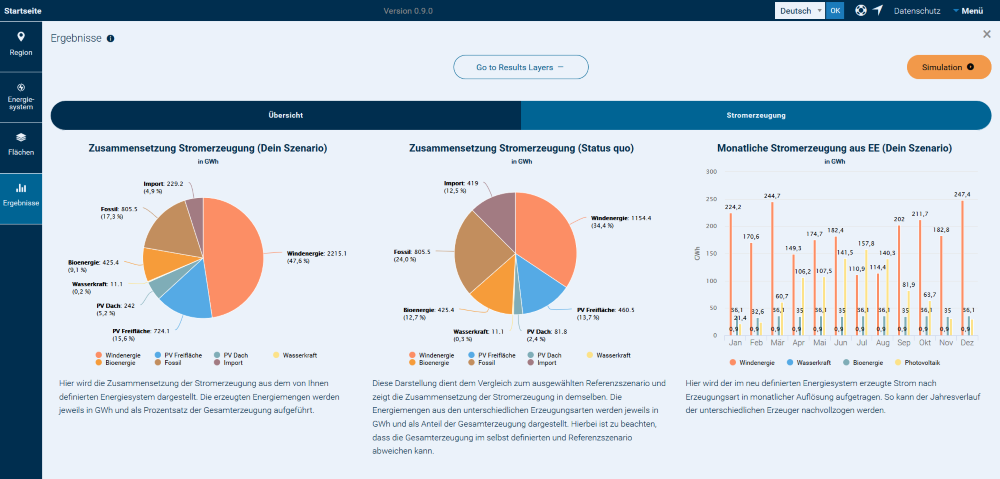 Startseite
Version 0.9.0
Deutsch
OK
Datenschutz
Menü
Region
Energie-
system
Flächen
Ergebnisse
Ergebnisse
Go to Results Layers
Simulation
Übersicht
Stromerzeugung
Zusammensetzung Stromerzeugung (Dein Szenario)
in GWh
Import: 229.2
(4,9 %)
Fossil: 805.5
(17,3 %)
Bioenergie: 425.4
(9,1 %)
Wasserkraft: 11.1
(0,2 %)
PV Dach: 242
(5,2 %)
PV Freifläche: 724.1
(15,6 %)
Windenergie: 2215.1
(47,6 %)
Windenergie PV Freifläche PV Dach Wasserkraft
Bioenergie Fossil Import
Hier wird die Zusammensetzung der Stromerzeugung aus dem von Ihnen
definierten Energiesystem dargestellt. Die erzeugten Energiemengen werden
jeweils in GWh und als Prozentsatz der Gesamterzeugung aufgeführt.
Zusammensetzung Stromerzeugung (Status quo)
in GWh
Import: 419
(12,5 %)
Fossil: 805.5
(24,0 %)
Bioenergie: 425.4
(12,7 %)
Wasserkraft: 11.1
(0,3 %)
PV Dach: 81.8
(2,4 %)
PV Freifläche: 460.5
(13,7 %)
Windenergie: 1154.4
(34,4 %)
Windenergie PV Freifläche PV Dach Wasserkraft
Bioenergie Fossil Import
Diese Darstellung dient dem Vergleich zum ausgewählten Referenzszenario und
zeigt die Zusammensetzung der Stromerzeugung in demselben. Die
Energiemengen aus den unterschiedlichen Erzeugungsarten werden jeweils in
GWh und als Anteil der Gesamterzeugung dargestellt. Hierbei ist zu beachten,
dass die Gesamterzeugung im selbst definierten und Referenzszenario
abweichen kann.
Monatliche Stromerzeugung aus EE (Dein Szenario)
in GWh
GWh
300
250
200
150
100
50
0
224,2 170,6 244,7 149,3 174,7 182,4 110,9 114,4 202 211,7 182,8 247,4
0,9 0,9 0,9 0,9 0,9 0,9 0,9 0,9 0,9 0,9 0,9 0,9
36,1 32,6 36,1 35 36,1 35 36,1 36,1 35 36,1 35 36,1
21,4 60,7 106,2 107,5 141,5 157,8 140,3 81,9 63,7
Jan Feb Mär Apr Mai Jun Jul Aug Sep Okt Nov Dez
Windenergie Wasserkraft Bioenergie Photovoltaik
Hier wird der im neu definierten Energiesystem erzeugte Strom nach
Erzeugungsart in monatlicher Auflösung aufgetragen. So kann der Jahresverlauf
der unterschiedlichen Erzeuger nachvollzogen werden.